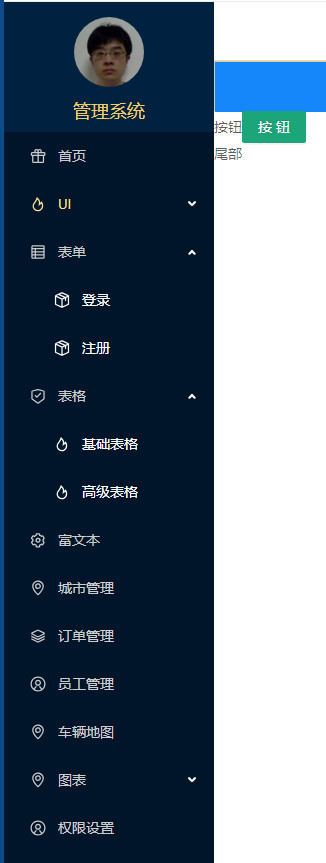 管理系统
首页
UI
表单
登录
注册
表格
基础表格
高级表格
富文本
城市管理
订单管理
员工管理
车辆地图
图表
权限设置
按钮 按 钮
尾部